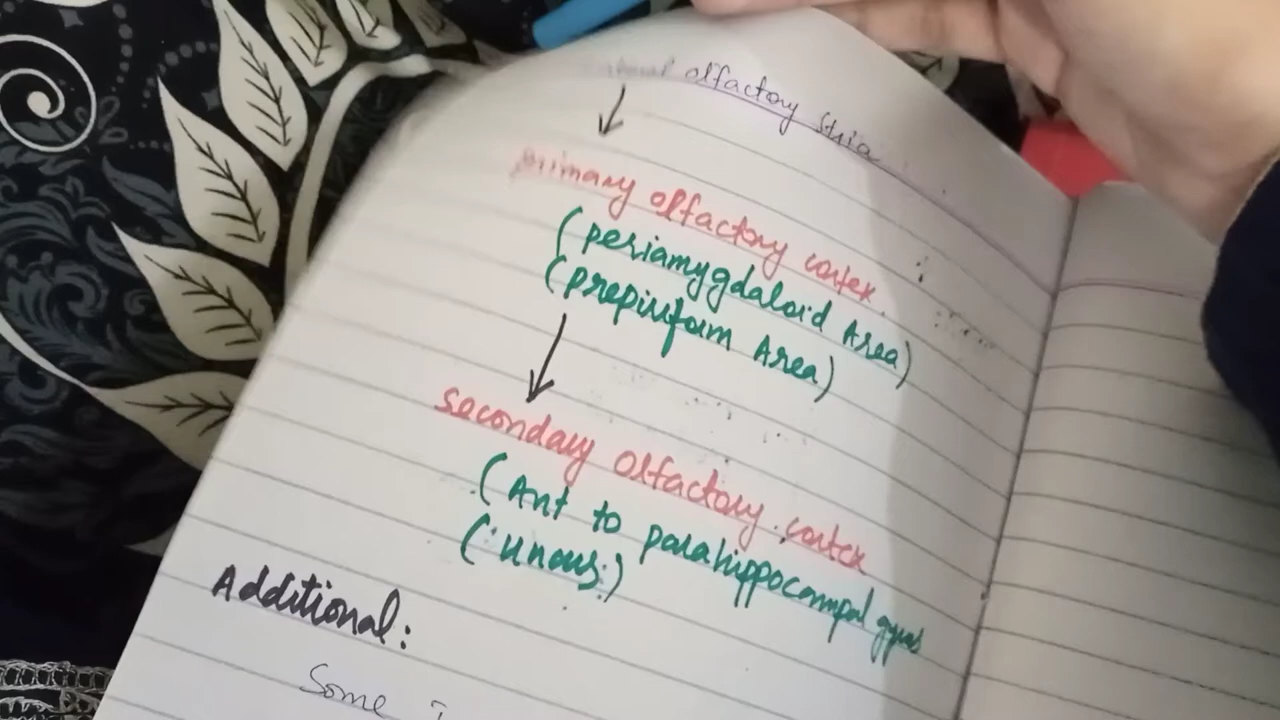 olfactory stria
primary olfactory cortex
(periamygdaloid Area)
(prepiriform Area)
secondary olfactory cortex
(Ant to parahippocampal gyrus
(uncus)
Additional:
Some